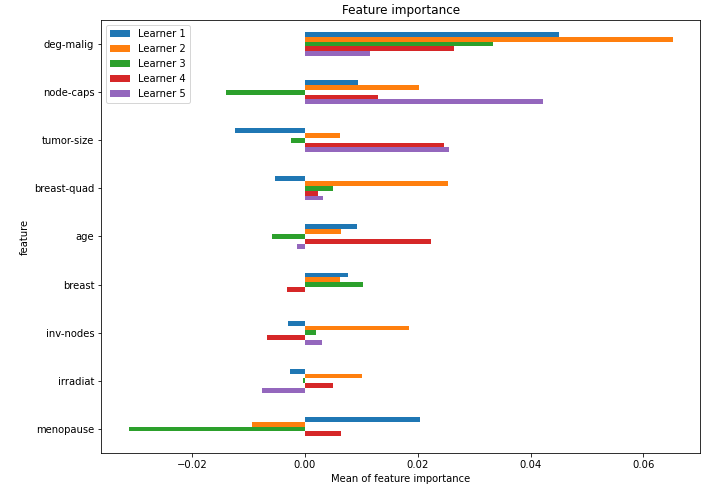 Feature importance
Learner 1
Learner 2
Learner 3
Learner 4
Learner 5
deg-malig
node-caps
tumor-size
breast-quad
age
breast
inv-nodes
irradiat
menopause
feature
−0.02 0.00 0.02 0.04 0.06
Mean of feature importance